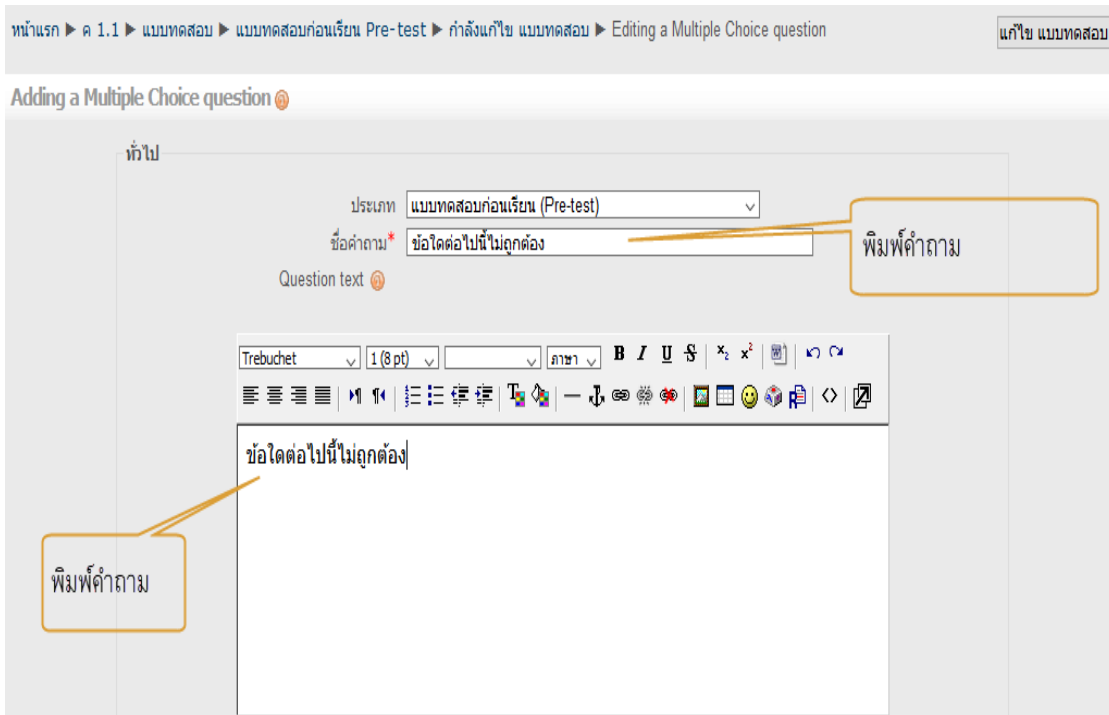 หน้าแรก ▶ ค 1.1 ▶ แบบทดสอบ ▶ แบบทดสอบก่อนเรียน Pre-test ▶ กำลังแก้ไข แบบทดสอบ ▶ Editing a Multiple Choice question
แก้ไข แบบทดสอบ
Adding a Multiple Choice question
ทั่วไป
ประเภท แบบทดสอบก่อนเรียน (Pre-test)
ชื่อคำถาม* ข้อใดต่อไปนี้ไม่ถูกต้อง
พิมพ์คำถาม
Question text
Trebuchet 1 (8 pt) ภาษา B I U S x₂ x²
ข้อใดต่อไปนี้ไม่ถูกต้อง
พิมพ์คำถาม